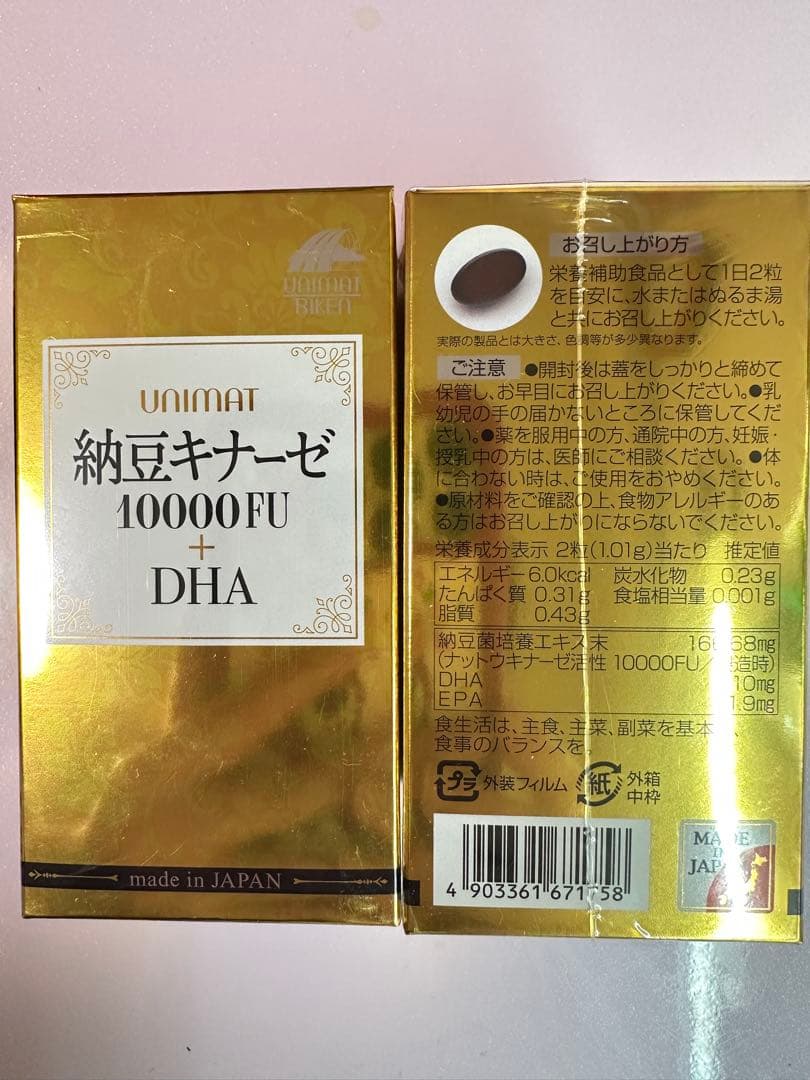 UNIMAT
BIKEN
UNIMAT
納豆キナーゼ
10000FU
+
DHA
made in JAPAN
お召し上がり方
栄養補助食品として1日2粒
を目安に、水またはぬるま湯
と共にお召し上がりください。
実際の製品とは大きさ、色調等が多少異なります。
ご注意 ●開封後は蓋をしっかりと締めて
保管し、お早目にお召し上がりください。●乳
幼児の手の届かないところに保管してくだ
さい。●薬を服用中の方、通院中の方、妊娠・
授乳中の方は、医師にご相談ください。●体
に合わない時は、ご使用をおやめください。
●原材料をご確認の上、食物アレルギーのあ
る方はお召し上がりにならないでください。
栄養成分表示 2粒(1.01g)当たり 推定値
エネルギー 6.0kcal 炭水化物 0.23g
たんぱく質 0.31g 食塩相当量 0.001g
脂質 0.43g
納豆菌培養エキス末
(ナットウキナーゼ活性 10000FU/ 造時)
DHA 10mg
EPA 1.9mg
食生活は、主食、主菜、副菜を基本
食事のバランスを。
プラ 外装フィルム 紙 外箱
中枠
4 903361 671758
MADE
IN
JAPAN